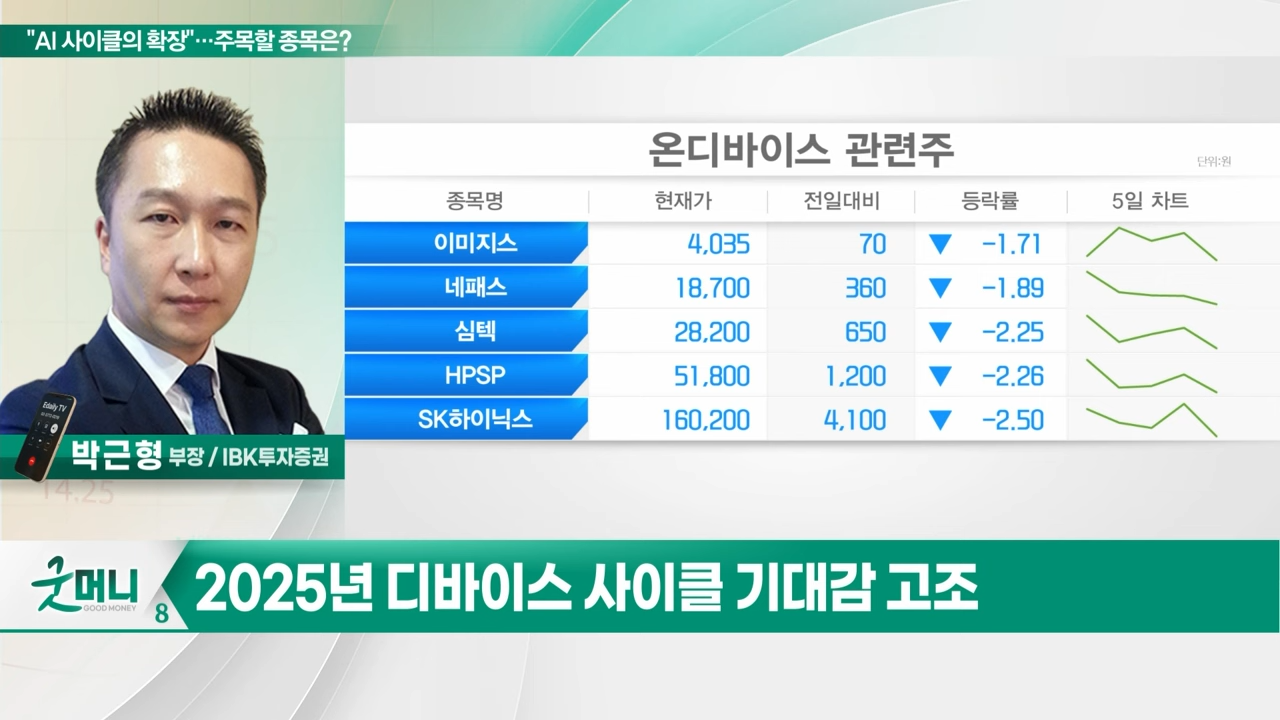 "AI 사이클의 확장"…주목할 종목은?
온디바이스 관련주
단위:원
종목명 현재가 전일대비 등락률 5일 차트
이미지스 4,035 70 ▼ -1.71
네패스 18,700 360 ▼ -1.89
심텍 28,200 650 ▼ -2.25
HPSP 51,800 1,200 ▼ -2.26
SK하이닉스 160,200 4,100 ▼ -2.50
Edaily TV
박근형 부장 / IBK투자증권
14.25
굿머니
GOOD MONEY
8
2025년 디바이스 사이클 기대감 고조